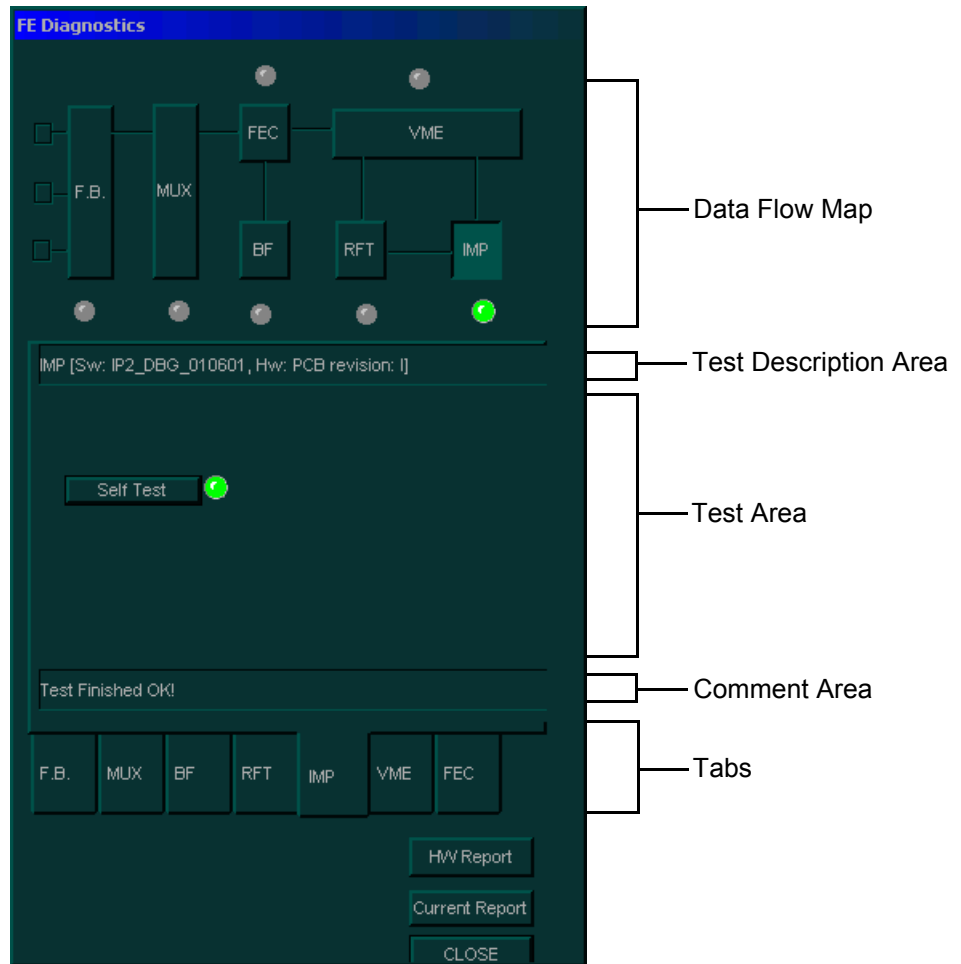 FE Diagnostics
FEC
VME
F.B.
MUX
BF
RFT
IMP
Data Flow Map
IMP [Sw: IP2_DBG_010601, Hw: PCB revision: I]
Test Description Area
Self Test
Test Area
Test Finished OK!
Comment Area
F.B. MUX BF RFT IMP VME FEC
Tabs
HW Report
Current Report
CLOSE